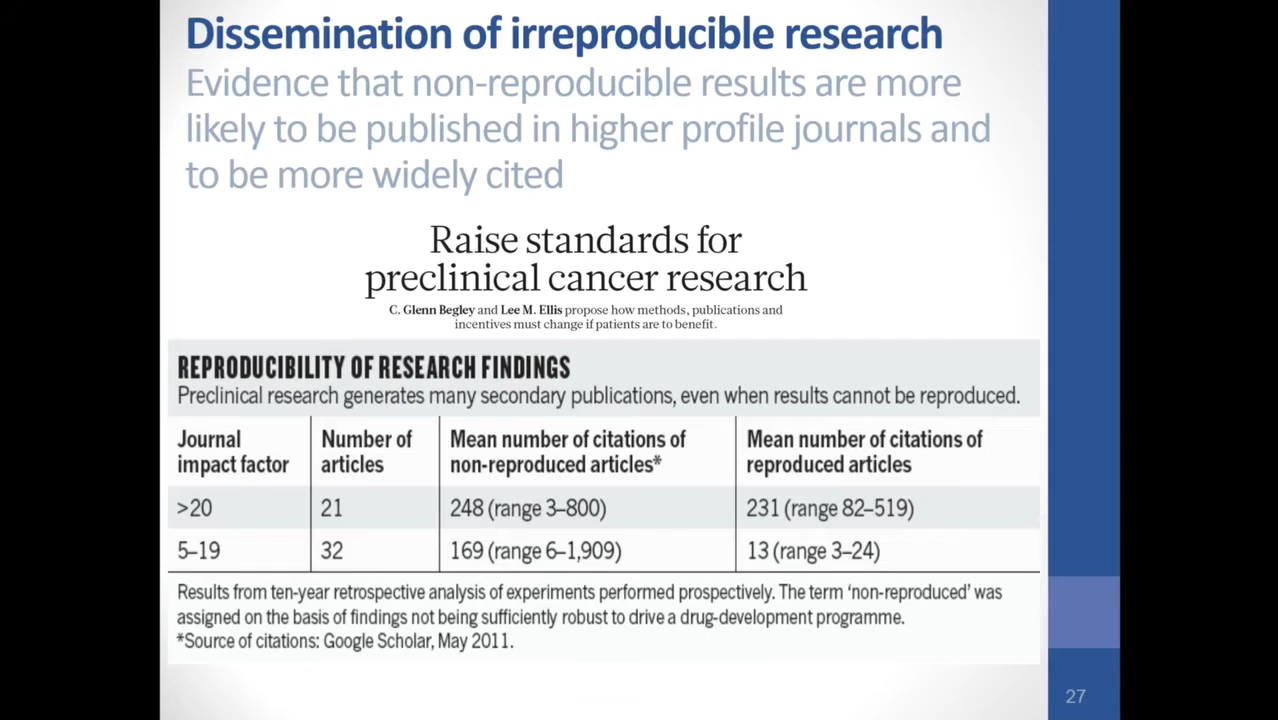 Dissemination of irreproducible research
Evidence that non-reproducible results are more
likely to be published in higher profile journals and
to be more widely cited
Raise standards for
preclinical cancer research
C. Glenn Begley and Lee M. Ellis propose how methods, publications and
incentives must change if patients are to benefit.
REPRODUCIBILITY OF RESEARCH FINDINGS
Preclinical research generates many secondary publications, even when results cannot be reproduced.
Journal impact factor
Number of articles
Mean number of citations of non-reproduced articles*
Mean number of citations of reproduced articles
>20 21 248 (range 3–800) 231 (range 82–519)
5–19 32 169 (range 6–1,909) 13 (range 3–24)
Results from ten-year retrospective analysis of experiments performed prospectively. The term ‘non-reproduced’ was
assigned on the basis of findings not being sufficiently robust to drive a drug-development programme.
*Source of citations: Google Scholar, May 2011.
27